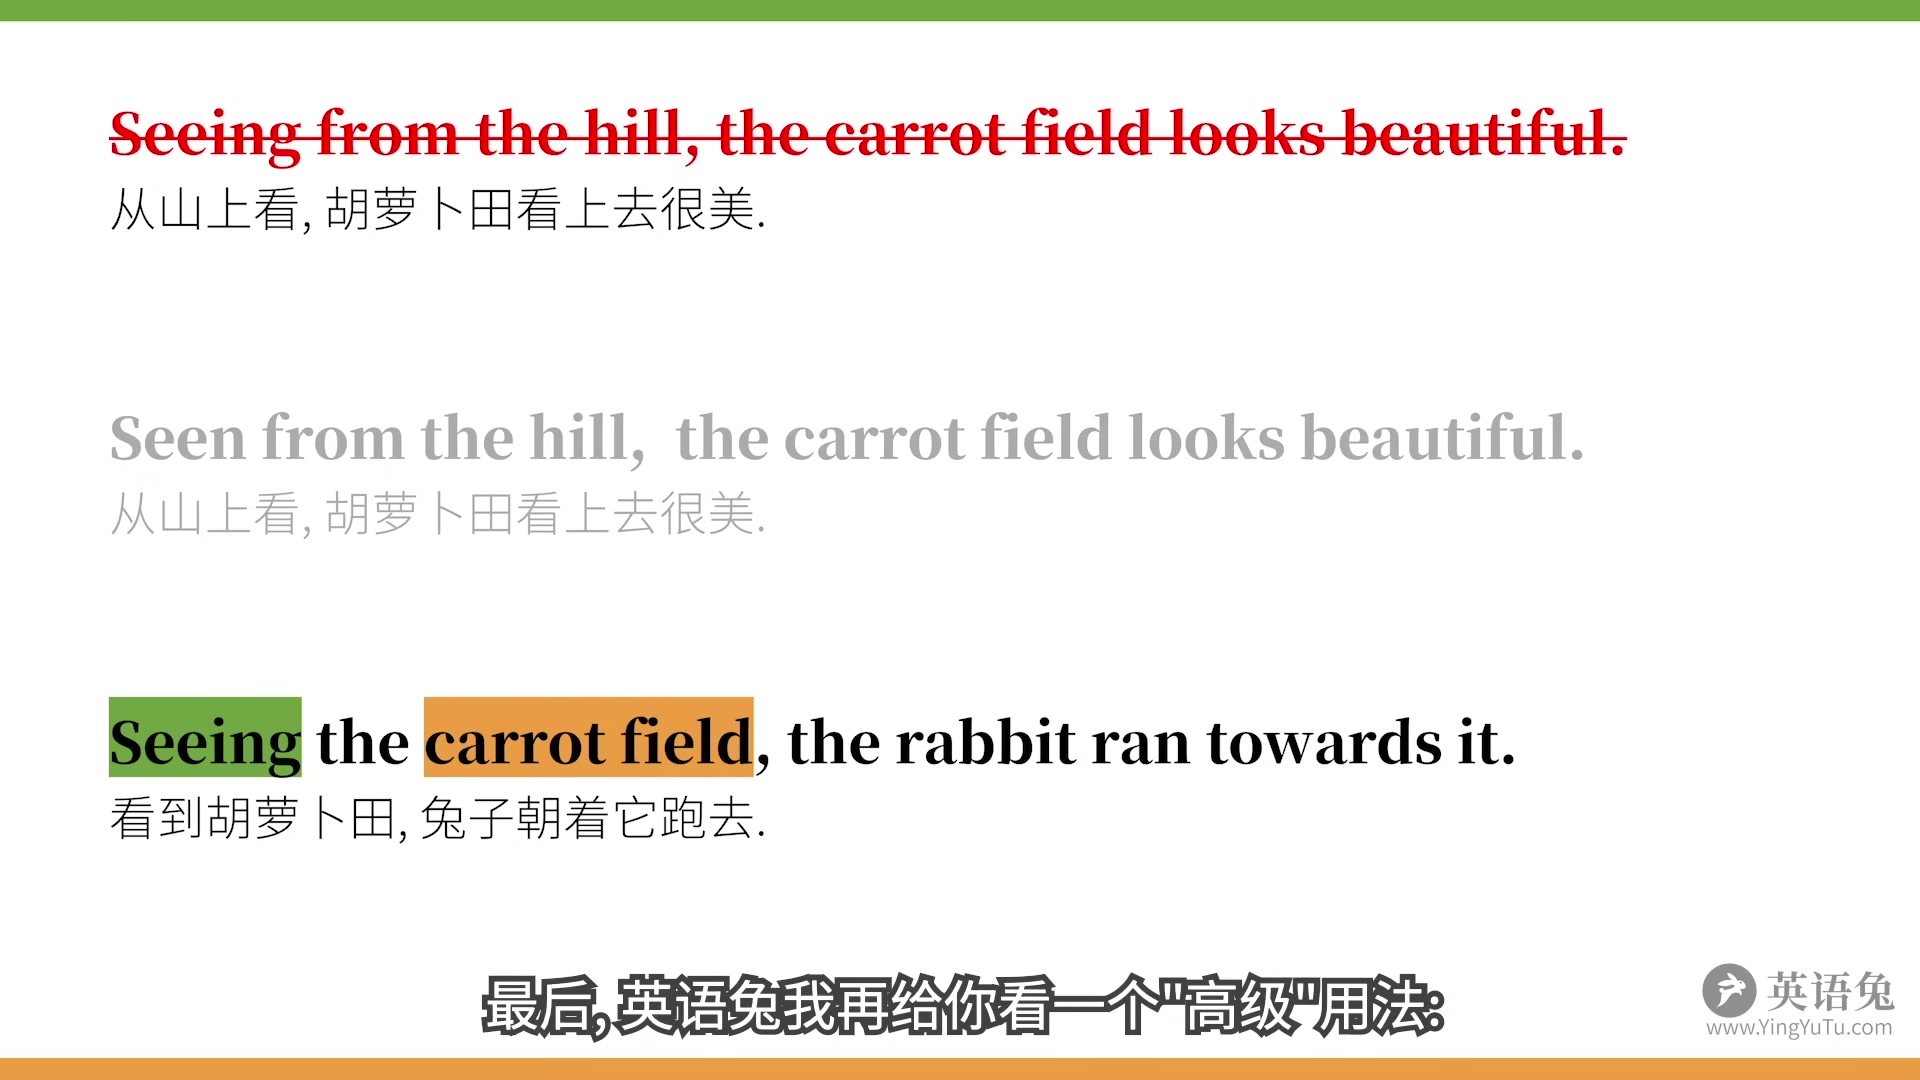 Seeing from the hill, the carrot field looks beautiful.
从山上看, 胡萝卜田看上去很美.
Seen from the hill, the carrot field looks beautiful.
从山上看, 胡萝卜田看上去很美.
Seeing the carrot field, the rabbit ran towards it.
看到胡萝卜田, 兔子朝着它跑去.
最后, 英语兔我再给你看一个"高级"用法:
英语兔
www.YingYuTu.com